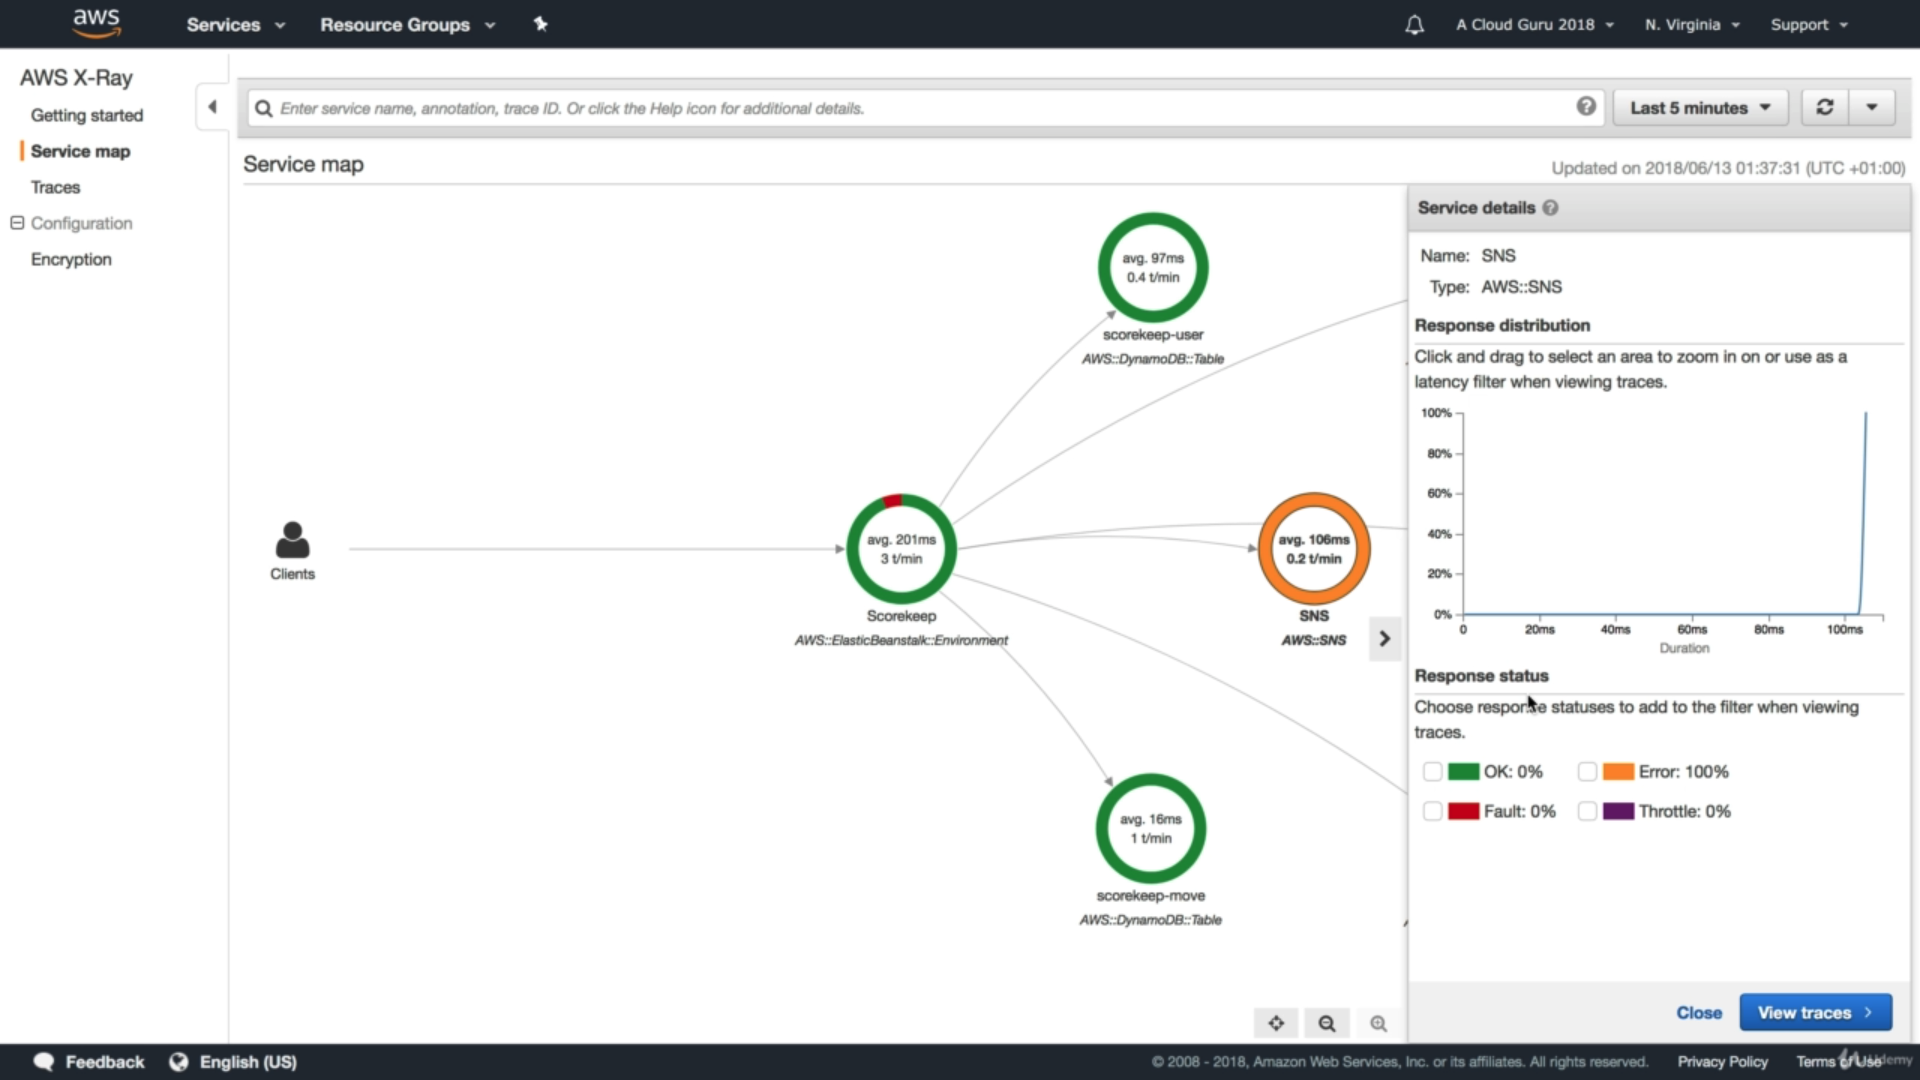 aws
Services
Resource Groups
A Cloud Guru 2018
N. Virginia
Support
AWS X-Ray
Getting started
Service map
Traces
Configuration
Encryption
Enter service name, annotation, trace ID. Or click the Help icon for additional details.
?
Last 5 minutes
Service map
Updated on 2018/06/13 01:37:31 (UTC +01:00)
Clients
avg. 97ms
0.4 t/min
scorekeep-user
AWS::DynamoDB::Table
avg. 201ms
3 t/min
Scorekeep
AWS::ElasticBeanstalk::Environment
avg. 106ms
0.2 t/min
SNS
AWS::SNS
avg. 16ms
1 t/min
scorekeep-move
AWS::DynamoDB::Table
Service details ?
Name: SNS
Type: AWS::SNS
Response distribution
Click and drag to select an area to zoom in on or use as a
latency filter when viewing traces.
100%
80%
60%
40%
20%
0%
0 20ms 40ms 60ms 80ms 100ms
Duration
Response status
Choose response statuses to add to the filter when viewing
traces.
OK: 0% Error: 100%
Fault: 0% Throttle: 0%
Close
View traces
Feedback
English (US)
© 2008 - 2018, Amazon Web Services, Inc. or its affiliates. All rights reserved.
Privacy Policy
Terms of Use
Udemy